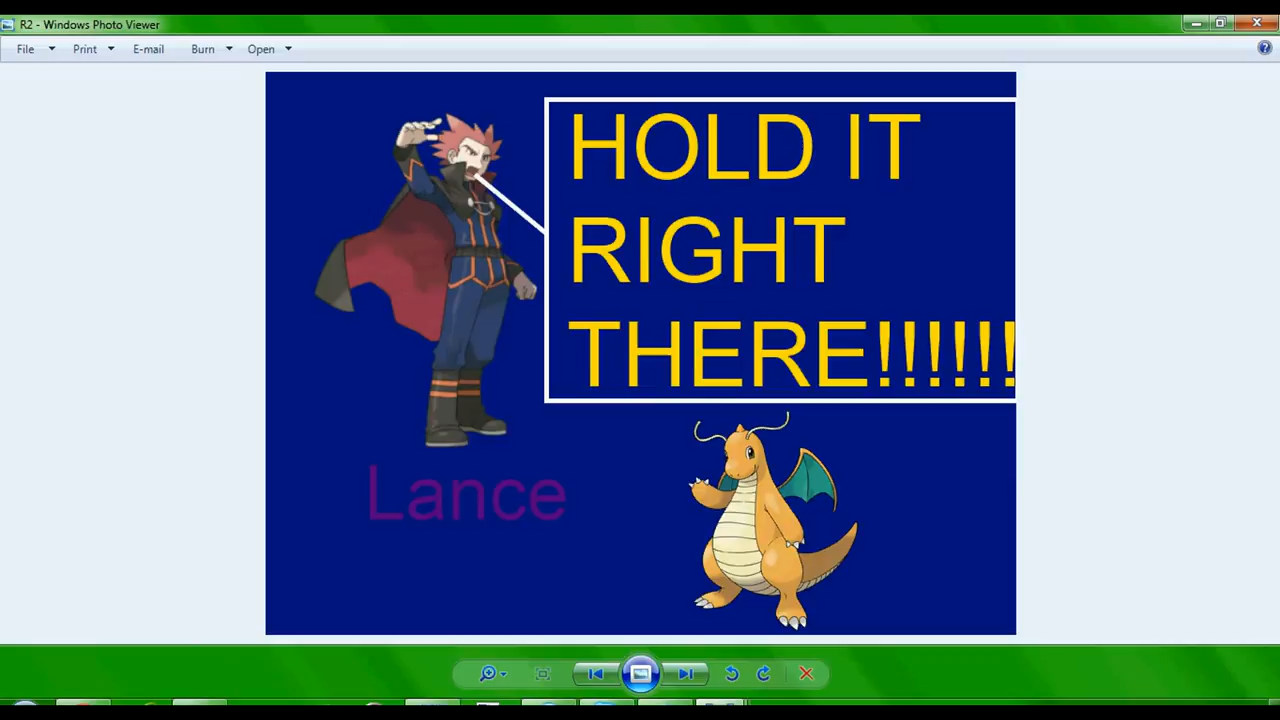 R2 - Windows Photo Viewer
File Print E-mail Burn Open
HOLD IT
RIGHT
THERE!!!!!!
Lance